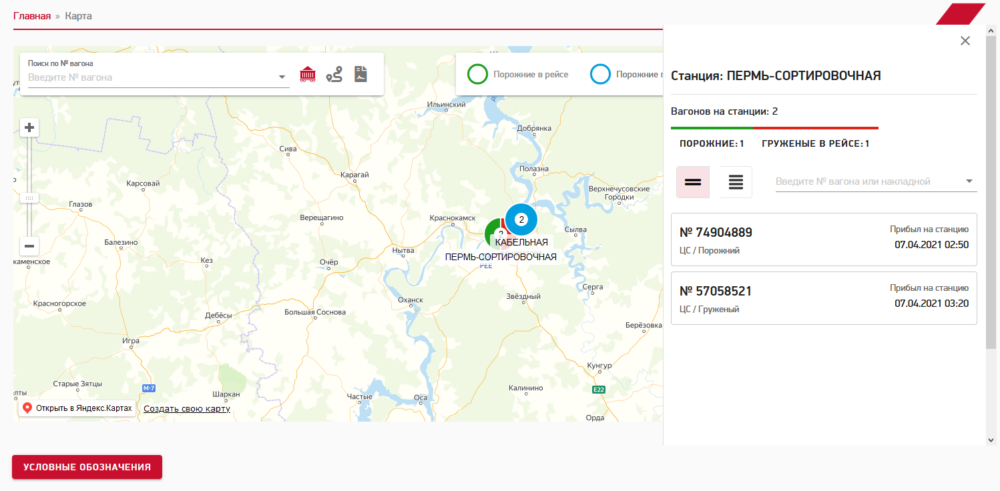 Главная » Карта
Поиск по № вагона
Введите № вагона
Порожние в рейсе
Порожние
Станция: ПЕРМЬ-СОРТИРОВОЧНАЯ
Вагонов на станции: 2
ПОРОЖНИЕ: 1
ГРУЖЕНЫЕ В РЕЙСЕ: 1
Введите № вагона или накладной
№ 74904889
ЦС / Порожний
Прибыл на станцию
07.04.2021 02:50
№ 57058521
ЦС / Груженый
Прибыл на станцию
07.04.2021 03:20
Ильинский
Добрянка
Сива
Полазна
Карагай
Карсовай
Верхнечусовские
Городки
Глазов
Верещагино
Краснокамск
2
2
Сылва
КАБЕЛЬНАЯ
Балезино
Нытва
ПЕРМЬ-СОРТИРОВОЧНАЯ
Кез
Очёр
каменское
РЕЕ
Серга
Звёздный
Оханск
Красногорское
Большая Соснова
Дебёсы
Берёзовка
Игра
Кунгур
Старые Зятцы
М-7
Е22
Калинино
Шаркан
Частые
Оса
Орда
Открыть в Яндекс.Картах
Создать свою карту
УСЛОВНЫЕ ОБОЗНАЧЕНИЯ